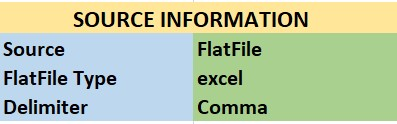 SOURCE INFORMATION
Source FlatFile
FlatFile Type excel
Delimiter Comma